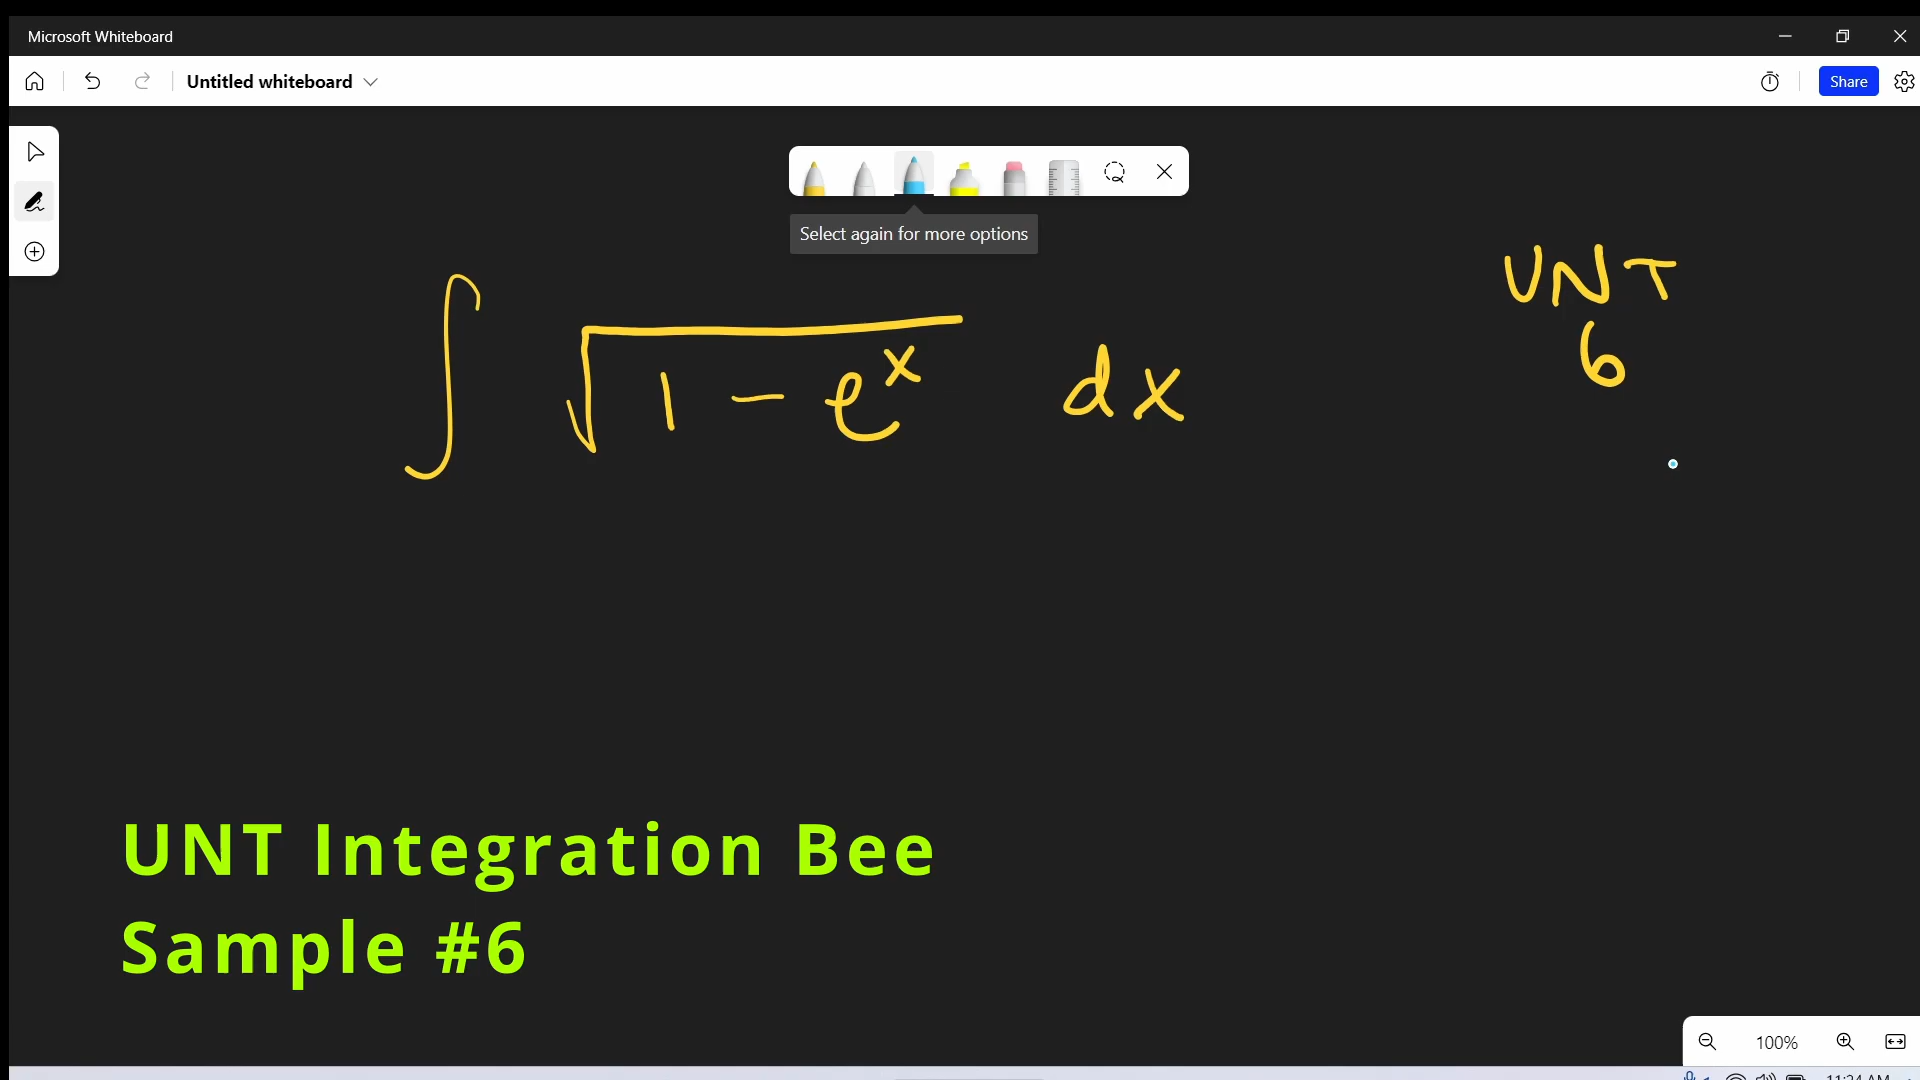 Microsoft Whiteboard
Untitled whiteboard
Share
Select again for more options
UNT
6
∫ √(1 - e^x) dx
UNT Integration Bee
Sample #6
100%